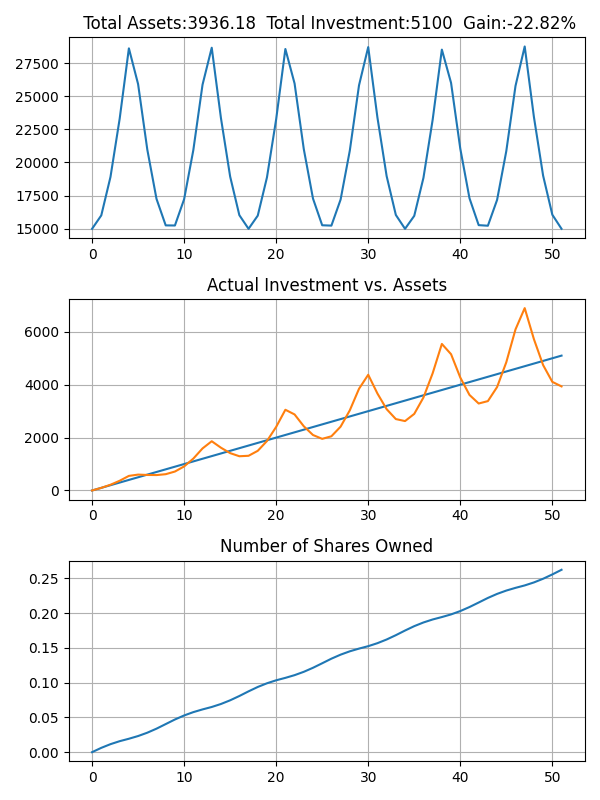 Total Assets:3936.18 Total Investment:5100 Gain:-22.82%
27500
25000
22500
20000
17500
15000
0 10 20 30 40 50
Actual Investment vs. Assets
6000
4000
2000
0
0 10 20 30 40 50
Number of Shares Owned
0.25
0.20
0.15
0.10
0.05
0.00
0 10 20 30 40 50